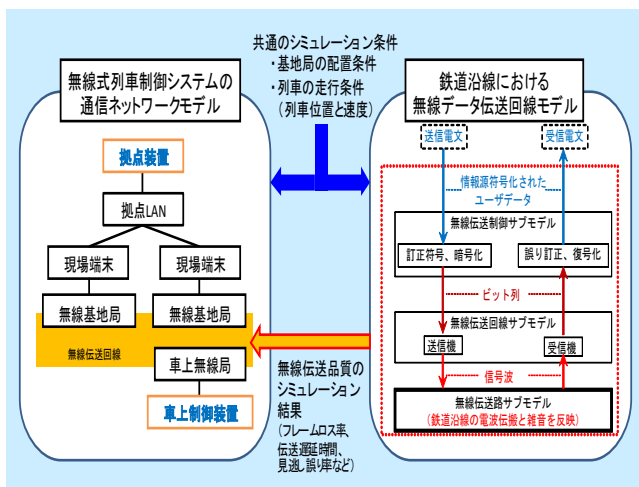 共通のシミュレーション条件
・基地局の配置条件
・列車の走行条件
(列車位置と速度)
無線式列車制御システムの
通信ネットワークモデル
拠点装置
拠点LAN
現場端末
現場端末
無線基地局
無線基地局
無線伝送回線
車上無線局
車上制御装置
無線伝送品質の
シミュレーション
結果
(フレームロス率、
伝送遅延時間、
見逃し誤り率など)
鉄道沿線における
無線データ伝送回線モデル
送信電文
受信電文
情報源符号化された
ユーザデータ
無線伝送制御サブモデル
訂正符号、暗号化
誤り訂正、復号化
ビット列
無線伝送回線サブモデル
送信機
受信機
信号波
無線伝送路サブモデル
(鉄道沿線の電波伝搬と雑音を反映)